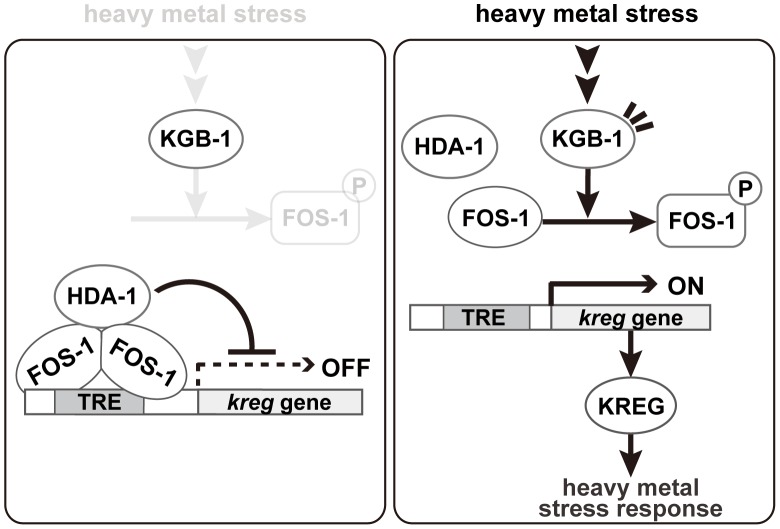 heavy metal stress
KGB-1
P
FOS-1
HDA-1
FOS-1
FOS-1
OFF
TRE
kreg gene
heavy metal stress
HDA-1
KGB-1
P
FOS-1
FOS-1
ON
TRE
kreg gene
KREG
heavy metal
stress response